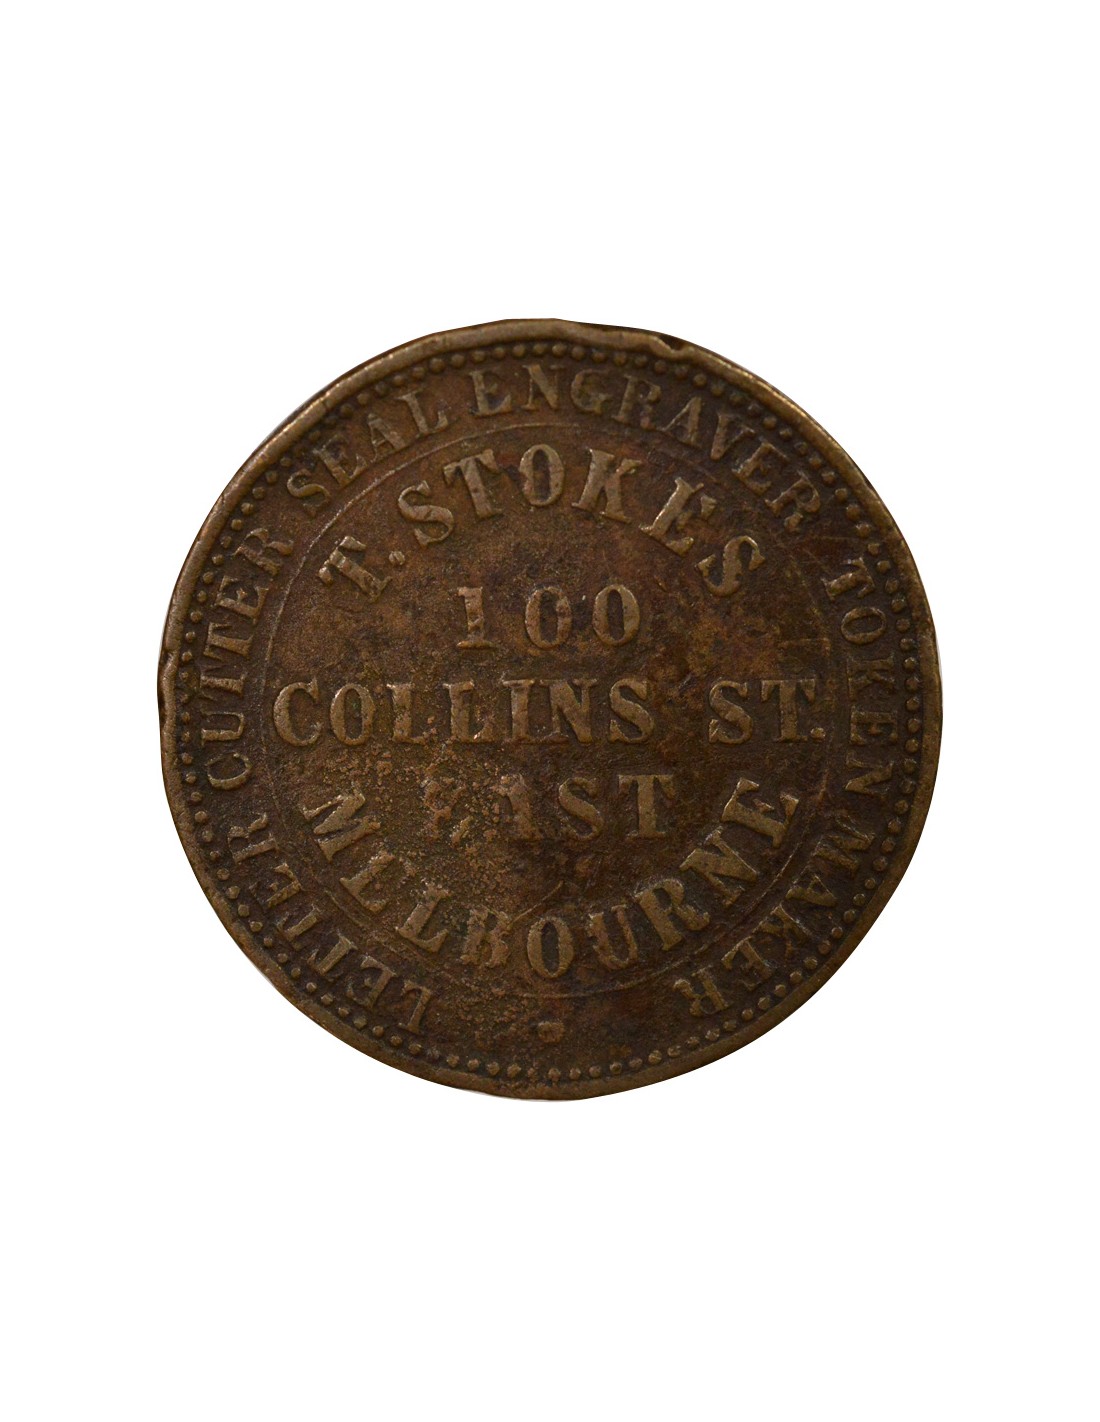 LETTER CUTTER SEAL ENGRAVER TOKEN MAKER
T. STOKES
100
COLLINS ST.
EAST
MELBOURNE